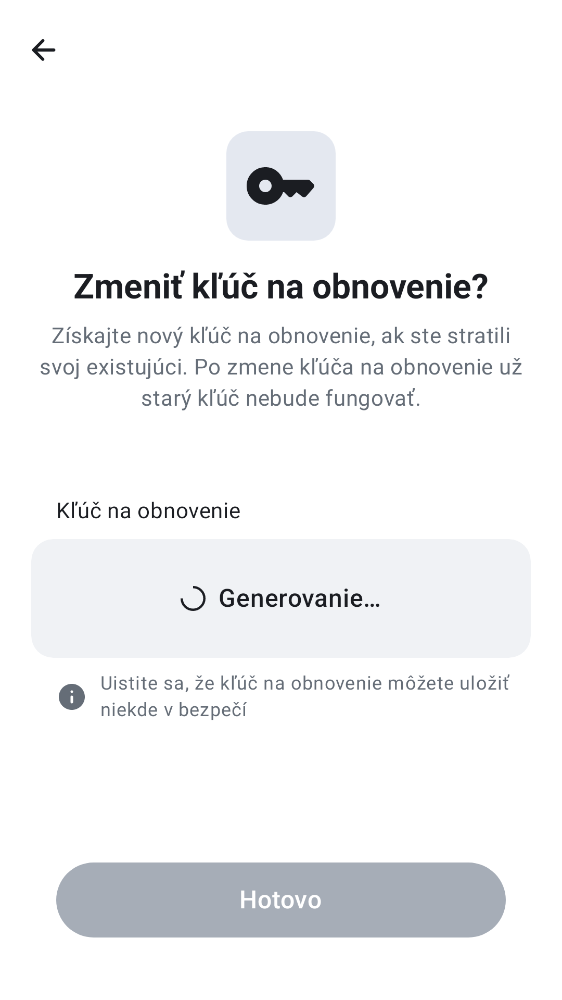 Zmeniť kľúč na obnovenie?
Získajte nový kľúč na obnovenie, ak ste stratili
svoj existujúci. Po zmene kľúča na obnovenie už
starý kľúč nebude fungovať.
Kľúč na obnovenie
Generovanie…
Uistite sa, že kľúč na obnovenie môžete uložiť
niekde v bezpečí
Hotovo